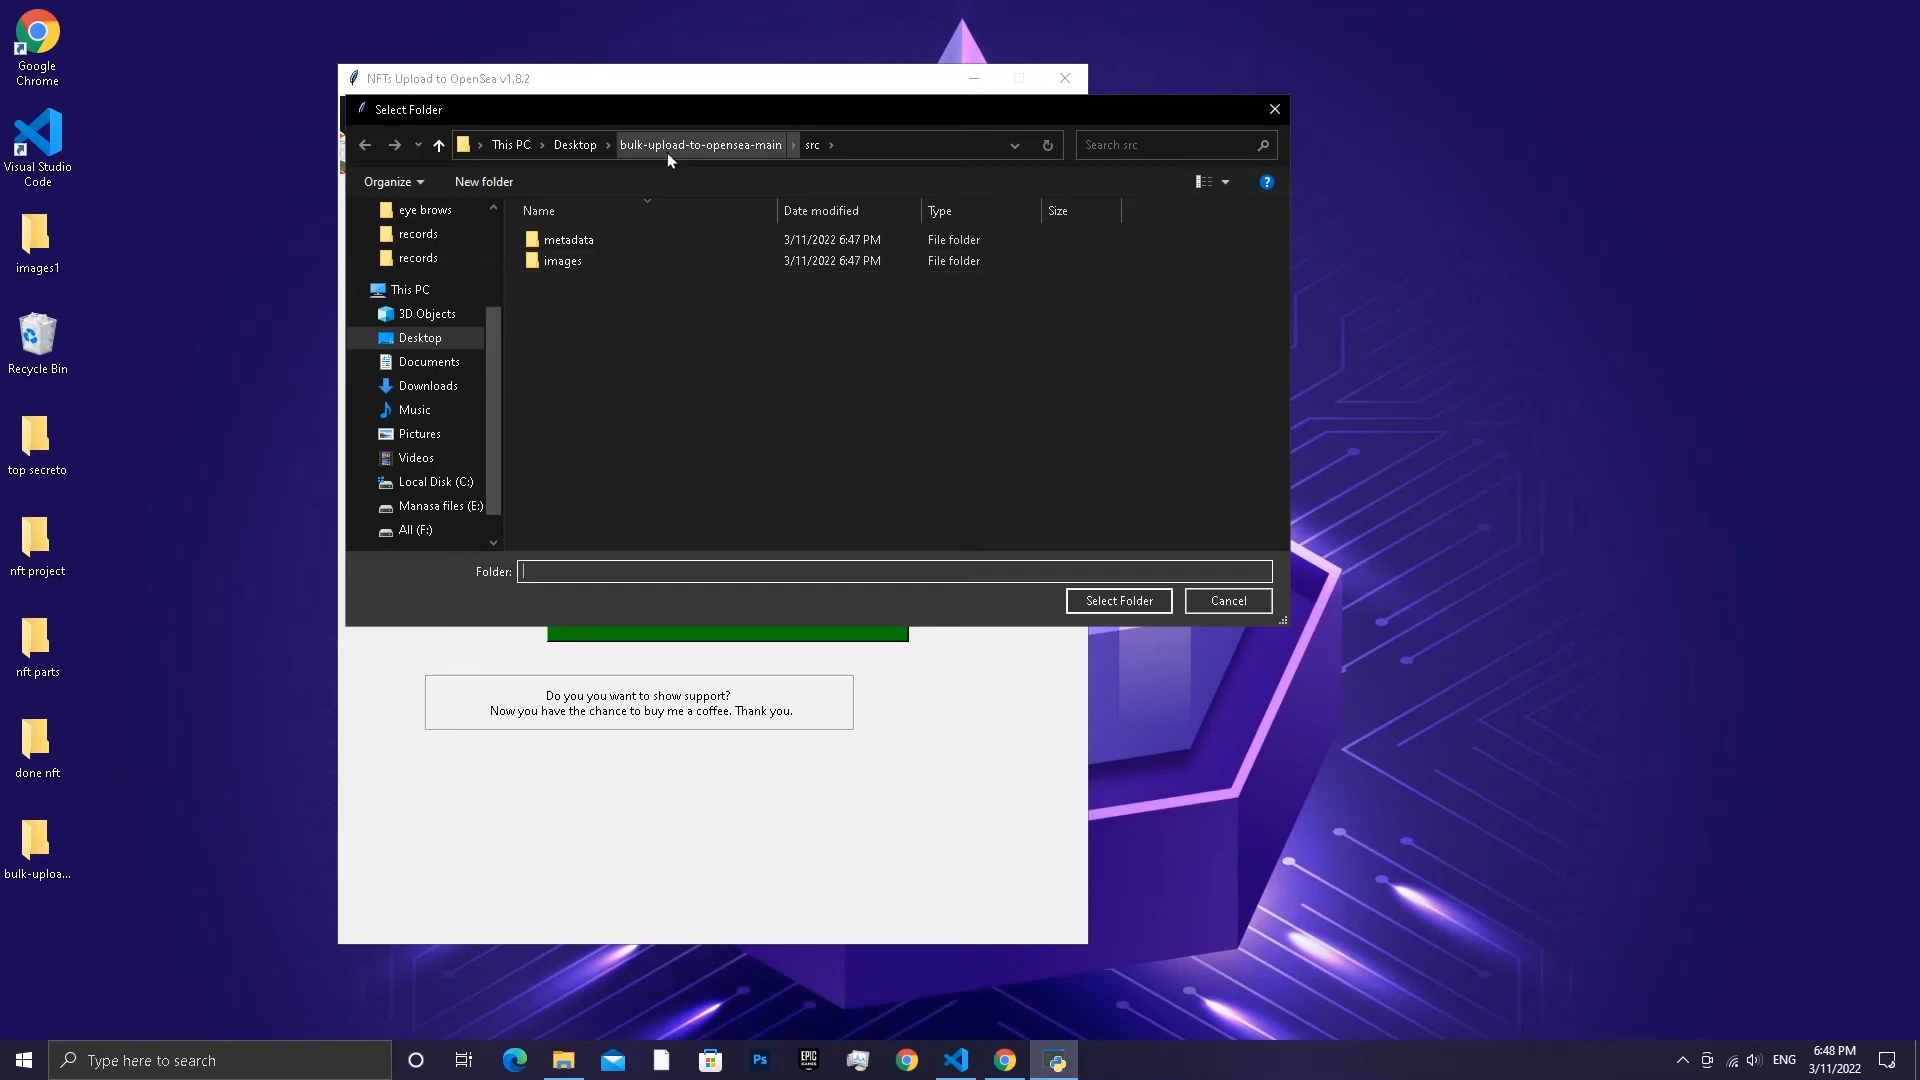 Google
Chrome
Visual Studio
Code
images1
Recycle Bin
top secreto
nft project
nft parts
done nft
bulk-uploa...
NFTs Upload to OpenSea v1.8.2
Select Folder
This PC
Desktop
bulk-upload-to-opensea-main
src
Search src
Organize
New folder
?
eye brows
records
records
This PC
3D Objects
Desktop
Documents
Downloads
Music
Pictures
Videos
Local Disk (C:)
Manasa files (E:)
All (F:)
Name Date modified Type Size
metadata 3/11/2022 6:47 PM File folder
images 3/11/2022 6:47 PM File folder
Folder:
Select Folder
Cancel
Do you you want to show support?
Now you have the chance to buy me a coffee. Thank you.
Type here to search
Ps
EPIC
GAMES
ENG
6:48 PM
3/11/2022